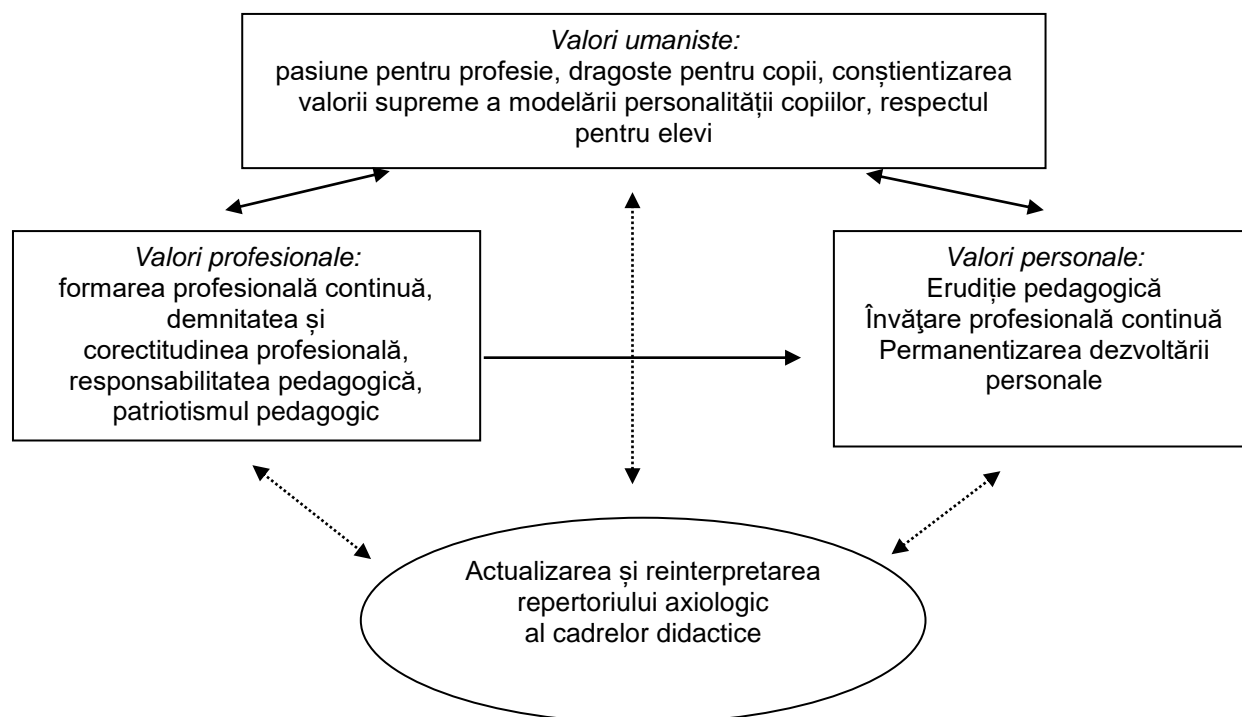 Valori umaniste:
pasiune pentru profesie, dragoste pentru copii, conștientizarea
valorii supreme a modelării personalității copiilor, respectul
pentru elevi
Valori profesionale:
formarea profesională continuă,
demnitatea și
corectitudinea profesională,
responsabilitatea pedagogică,
patriotismul pedagogic
Valori personale:
Erudiție pedagogică
Învăţare profesională continuă
Permanentizarea dezvoltării
personale
Actualizarea și reinterpretarea
repertoriului axiologic
al cadrelor didactice